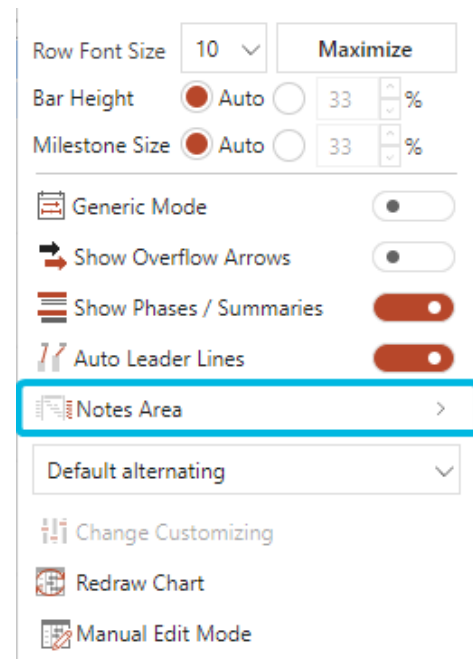 Row Font Size 10 Maximize
Bar Height Auto 33 %
Milestone Size Auto 33 %
Generic Mode
Show Overflow Arrows
Show Phases / Summaries
Auto Leader Lines
Notes Area
Default alternating
Change Customizing
Redraw Chart
Manual Edit Mode